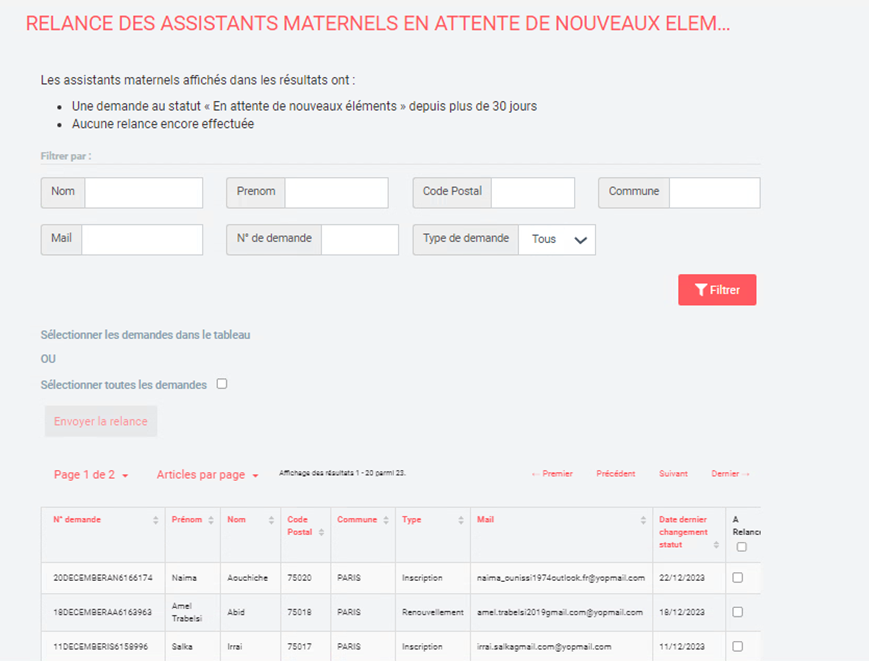 RELANCE DES ASSISTANTS MATERNELS EN ATTENTE DE NOUVEAUX ELEM...
Les assistants maternels affichés dans les résultats ont :
• Une demande au statut « En attente de nouveaux éléments » depuis plus de 30 jours
• Aucune relance encore effectuée
Filtrer par :
Nom Prenom Code Postal Commune
Mail N° de demande Type de demande Tous
Filtrer
Sélectionner les demandes dans le tableau
OU
Sélectionner toutes les demandes
Envoyer la relance
Page 1 de 2 Articles par page Affichage des résultats 1 - 20 parmi 23. ← Premier Précédent Suivant Dernier →
N° demande Prénom Nom Code Postal Commune Type Mail Date dernier changement statut A Relance
20DECEMBERAN6166174 Naima Aouchiche 75020 PARIS Inscription naima_ounissi1974outlook.fr@yopmail.com 22/12/2023
18DECEMBERAA6163963 Amel Trabelsi Abid 75018 PARIS Renouvellement amel.trabelsi2019gmail.com@yopmail.com 18/12/2023
11DECEMBERIS6158996 Salka Irrai 75017 PARIS Inscription irrai.salkagmail.com@yopmail.com 11/12/2023